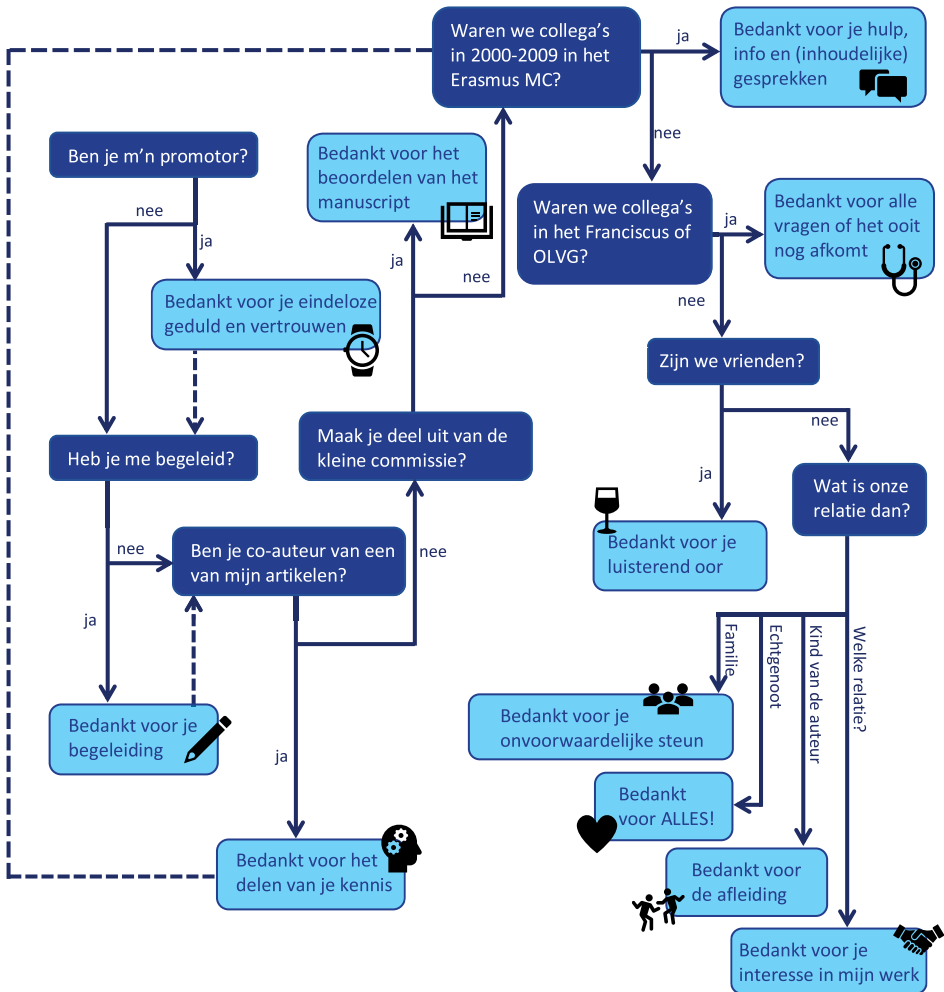 Waren we collega’s
in 2000-2009 in het
Erasmus MC?
ja
Bedankt voor je hulp,
info en (inhoudelijke)
gesprekken
nee
Ben je m’n promotor?
nee
ja
Bedankt voor het
beoordelen van het
manuscript
ja
nee
Waren we collega’s
in het Franciscus of
OLVG?
ja
Bedankt voor alle
vragen of het ooit
nog afkomt
nee
Bedankt voor je eindeloze
geduld en vertrouwen
Zijn we vrienden?
nee
ja
Heb je me begeleid?
nee
ja
Maak je deel uit van de
kleine commissie?
Wat is onze
relatie dan?
Bedankt voor je
luisterend oor
Ben je co-auteur van een
van mijn artikelen?
nee
ja
Familie
Echtgenoot
Kind van de auteur
Welke relatie?
Bedankt voor je
begeleiding
Bedankt voor je
onvoorwaardelijke steun
Bedankt
voor ALLES!
Bedankt voor het
delen van je kennis
Bedankt voor
de afleiding
Bedankt voor je
interesse in mijn werk